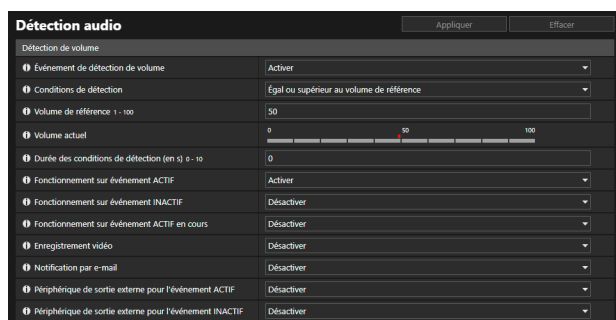 Détection audio Appliquer Effacer
Détection de volume
Événement de détection de volume Activer
Conditions de détection Égal ou supérieur au volume de référence
Volume de référence 1 - 100 50
Volume actuel 0 50 100
Durée des conditions de détection (en s) 0 - 10 0
Fonctionnement sur événement ACTIF Activer
Fonctionnement sur événement INACTIF Désactiver
Fonctionnement sur événement ACTIF en cours Désactiver
Enregistrement vidéo Désactiver
Notification par e-mail Désactiver
Périphérique de sortie externe pour l'événement ACTIF Désactiver
Périphérique de sortie externe pour l'événement INACTIF Désactiver